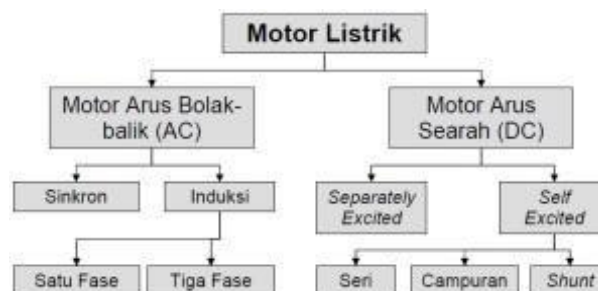 Motor Listrik
Motor Arus Bolak-
balik (AC)
Motor Arus
Searah (DC)
Sinkron
Induksi
Separately
Excited
Self
Excited
Satu Fase
Tiga Fase
Seri
Campuran
Shunt